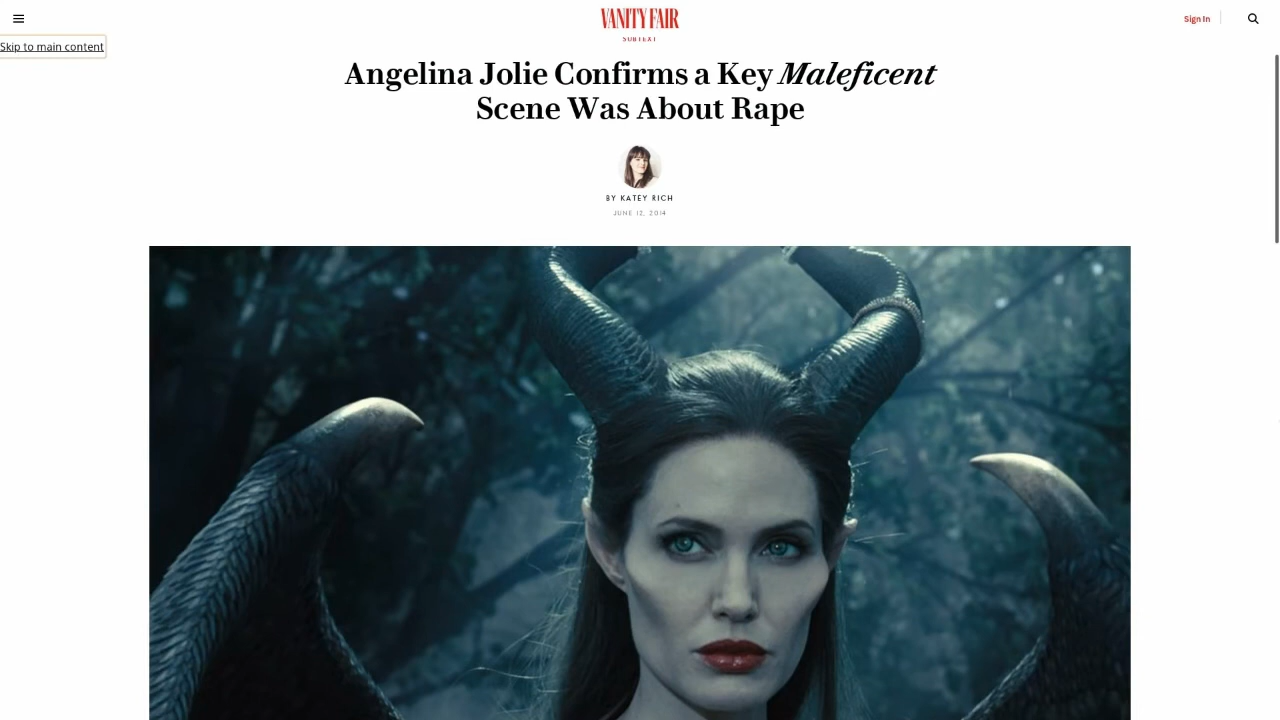 VANITY FAIR
Sign In
SUBTEXT
Skip to main content
Angelina Jolie Confirms a Key Maleficent
Scene Was About Rape
BY KATEY RICH
JUNE 12, 2014